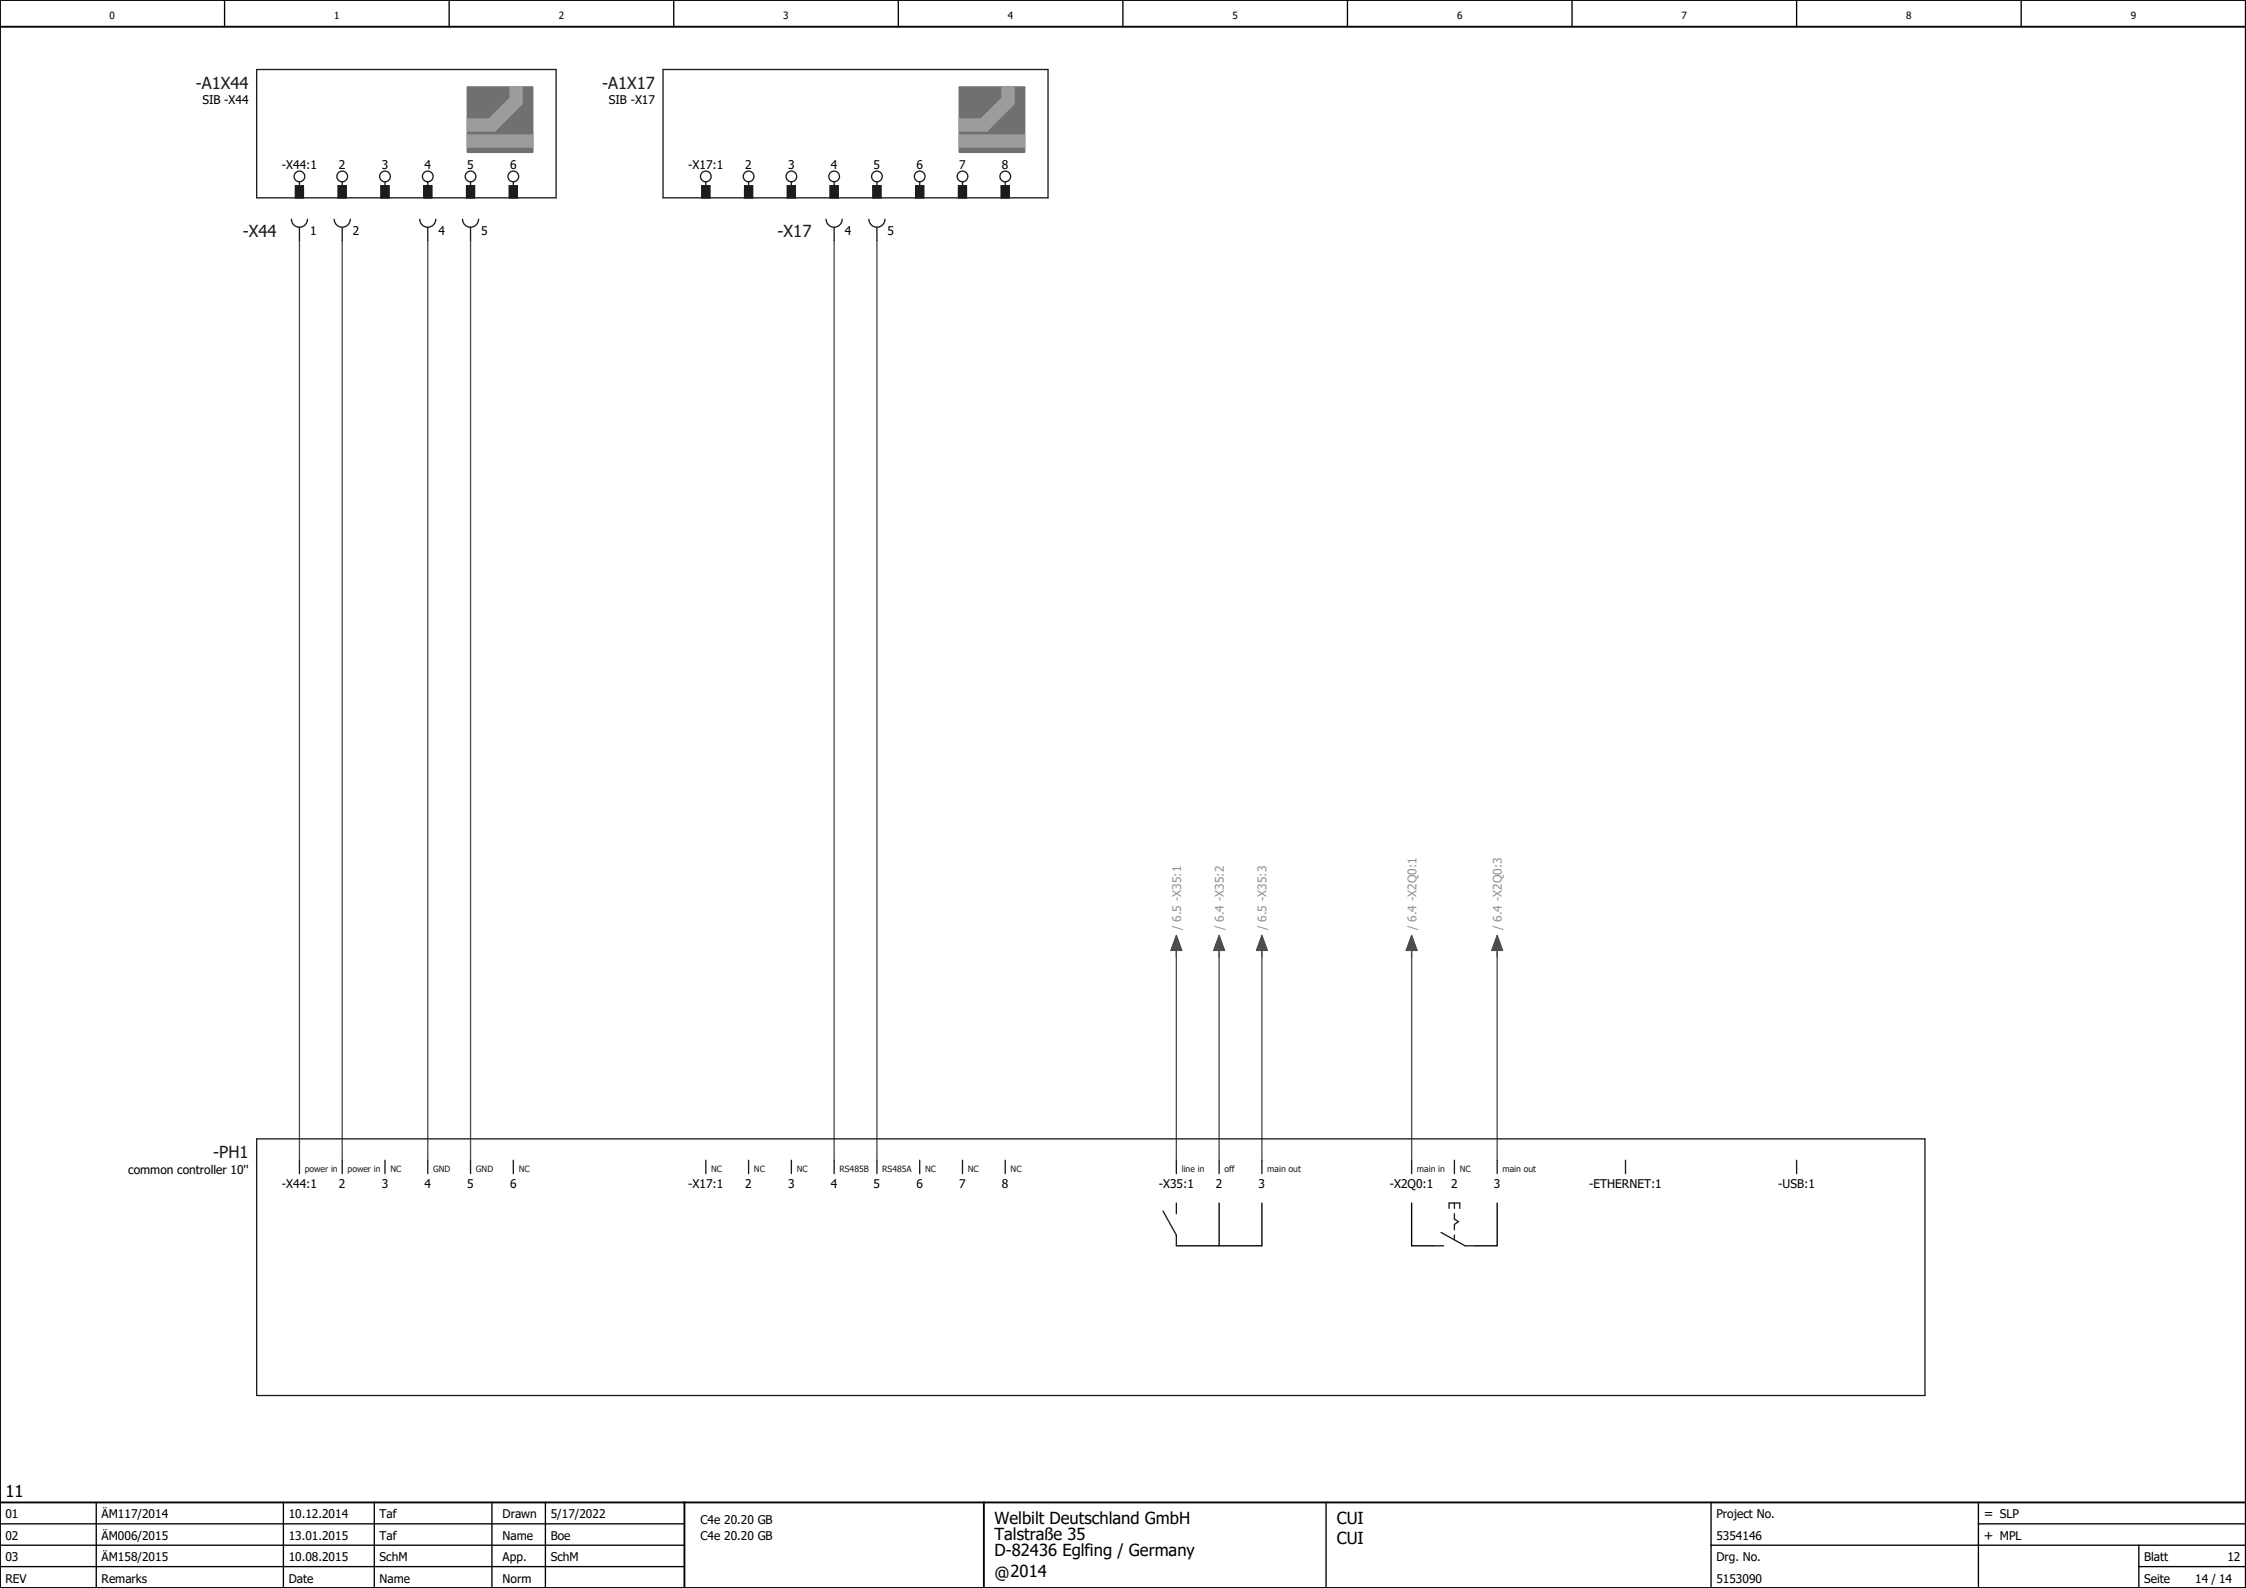 0 1 2 3 4 5 6 7 8 9
-A1X44
SIB -X44
-X44:1 2 3 4 5 6
-A1X17
SIB -X17
-X17:1 2 3 4 5 6 7 8
-X44 1 2 4 5
-X17 4 5
/ 6.5 -X35:1
/ 6.4 -X35:2
/ 6.5 -X35:3
/ 6.4 -X2Q0:1
/ 6.4 -X2Q0:3
-PH1
common controller 10"
power in power in NC GND GND NC
-X44:1 2 3 4 5 6
NC NC NC RS485B RS485A NC NC NC
-X17:1 2 3 4 5 6 7 8
line in off main out
-X35:1 2 3
main in NC main out
-X2Q0:1 2 3
-ETHERNET:1
-USB:1
11
01 ÄM117/2014 10.12.2014 Taf Drawn 5/17/2022
02 ÄM006/2015 13.01.2015 Taf Name Boe
03 ÄM158/2015 10.08.2015 SchM App. SchM
REV Remarks Date Name Norm
C4e 20.20 GB
C4e 20.20 GB
Welbilt Deutschland GmbH
Talstraße 35
D-82436 Eglfing / Germany
@2014
CUI
CUI
Project No.
5354146
Drg. No.
5153090
= SLP
+ MPL
Blatt 12
Seite 14 / 14